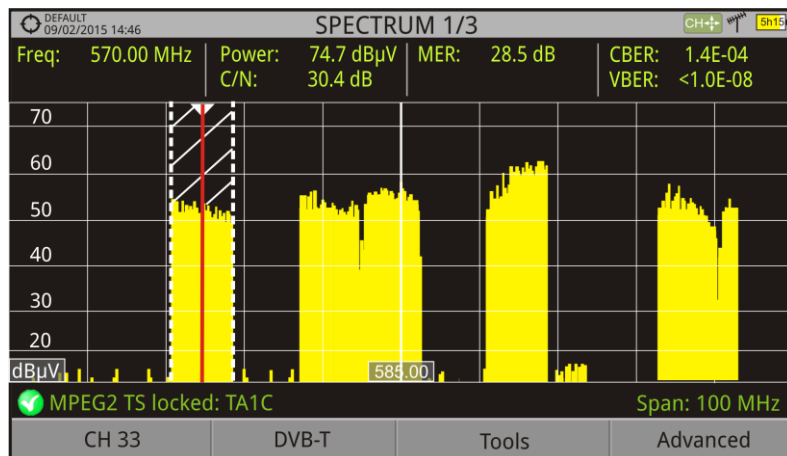 DEFAULT
09/02/2015 14:46
SPECTRUM 1/3
CH
5h15
Freq: 570.00 MHz
Power: 74.7 dBµV
MER: 28.5 dB
CBER: 1.4E-04
C/N: 30.4 dB
VBER: <1.0E-08
70
60
50
40
30
20
dBµV
585.00
MPEG2 TS locked: TA1C
Span: 100 MHz
CH 33
DVB-T
Tools
Advanced